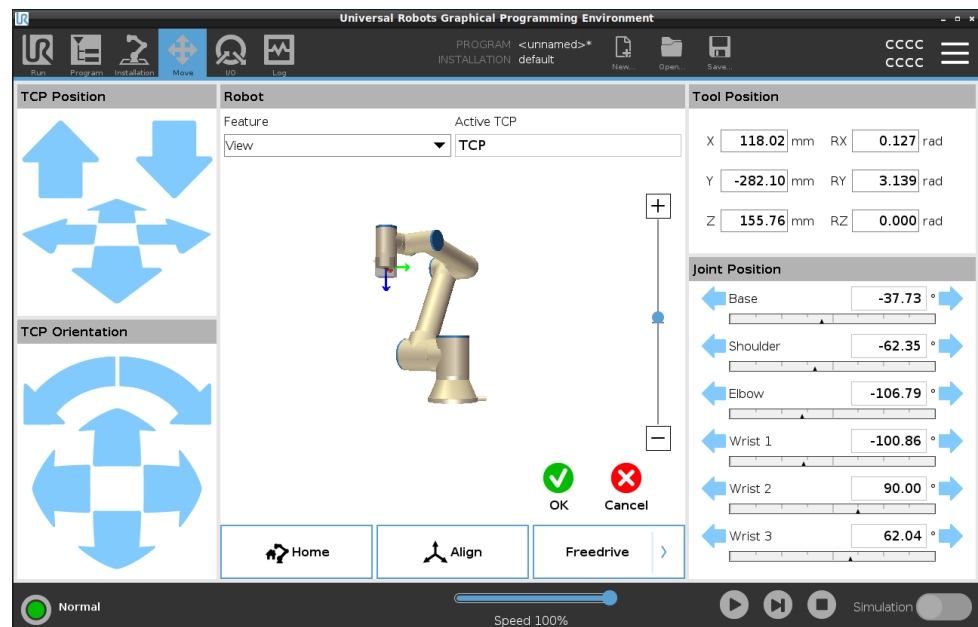 UR
Universal Robots Graphical Programming Environment
UR
Run
Program
Installation
Move
I/O
Log
PROGRAM <unnamed>*
INSTALLATION default
New...
Open...
Save...
CCCC
CCCC
TCP Position
Robot
Tool Position
Feature
Active TCP
View
TCP
X 118.02 mm RX 0.127 rad
Y -282.10 mm RY 3.139 rad
Z 155.76 mm RZ 0.000 rad
Joint Position
Base -37.73 °
Shoulder -62.35 °
Elbow -106.79 °
Wrist 1 -100.86 °
Wrist 2 90.00 °
Wrist 3 62.04 °
TCP Orientation
OK
Cancel
Home
Align
Freedrive
Normal
Speed 100%
Simulation